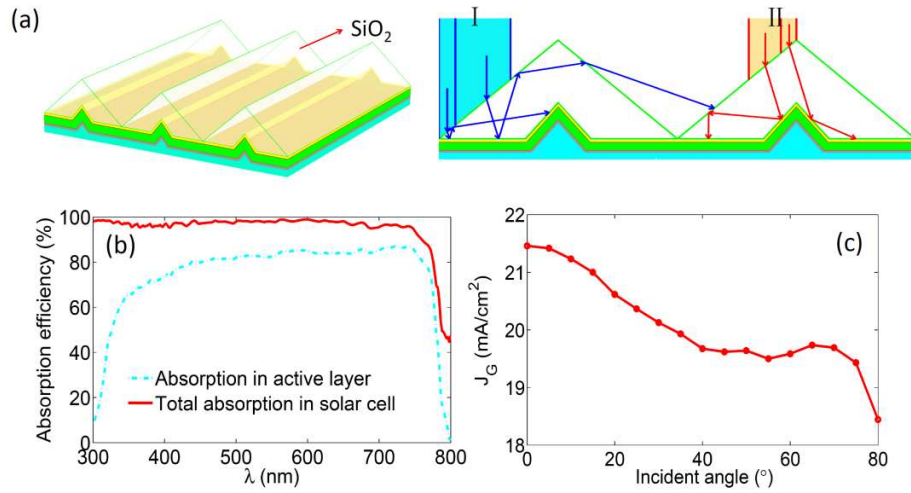 (a)
SiO₂
I
II
(b)
Absorption efficiency (%)
100
80
60
40
20
0
Absorption in active layer
Total absorption in solar cell
300
400
500
600
700
800
λ (nm)
(c)
J_G (mA/cm²)
22
21
20
19
18
0
20
40
60
80
Incident angle (°)